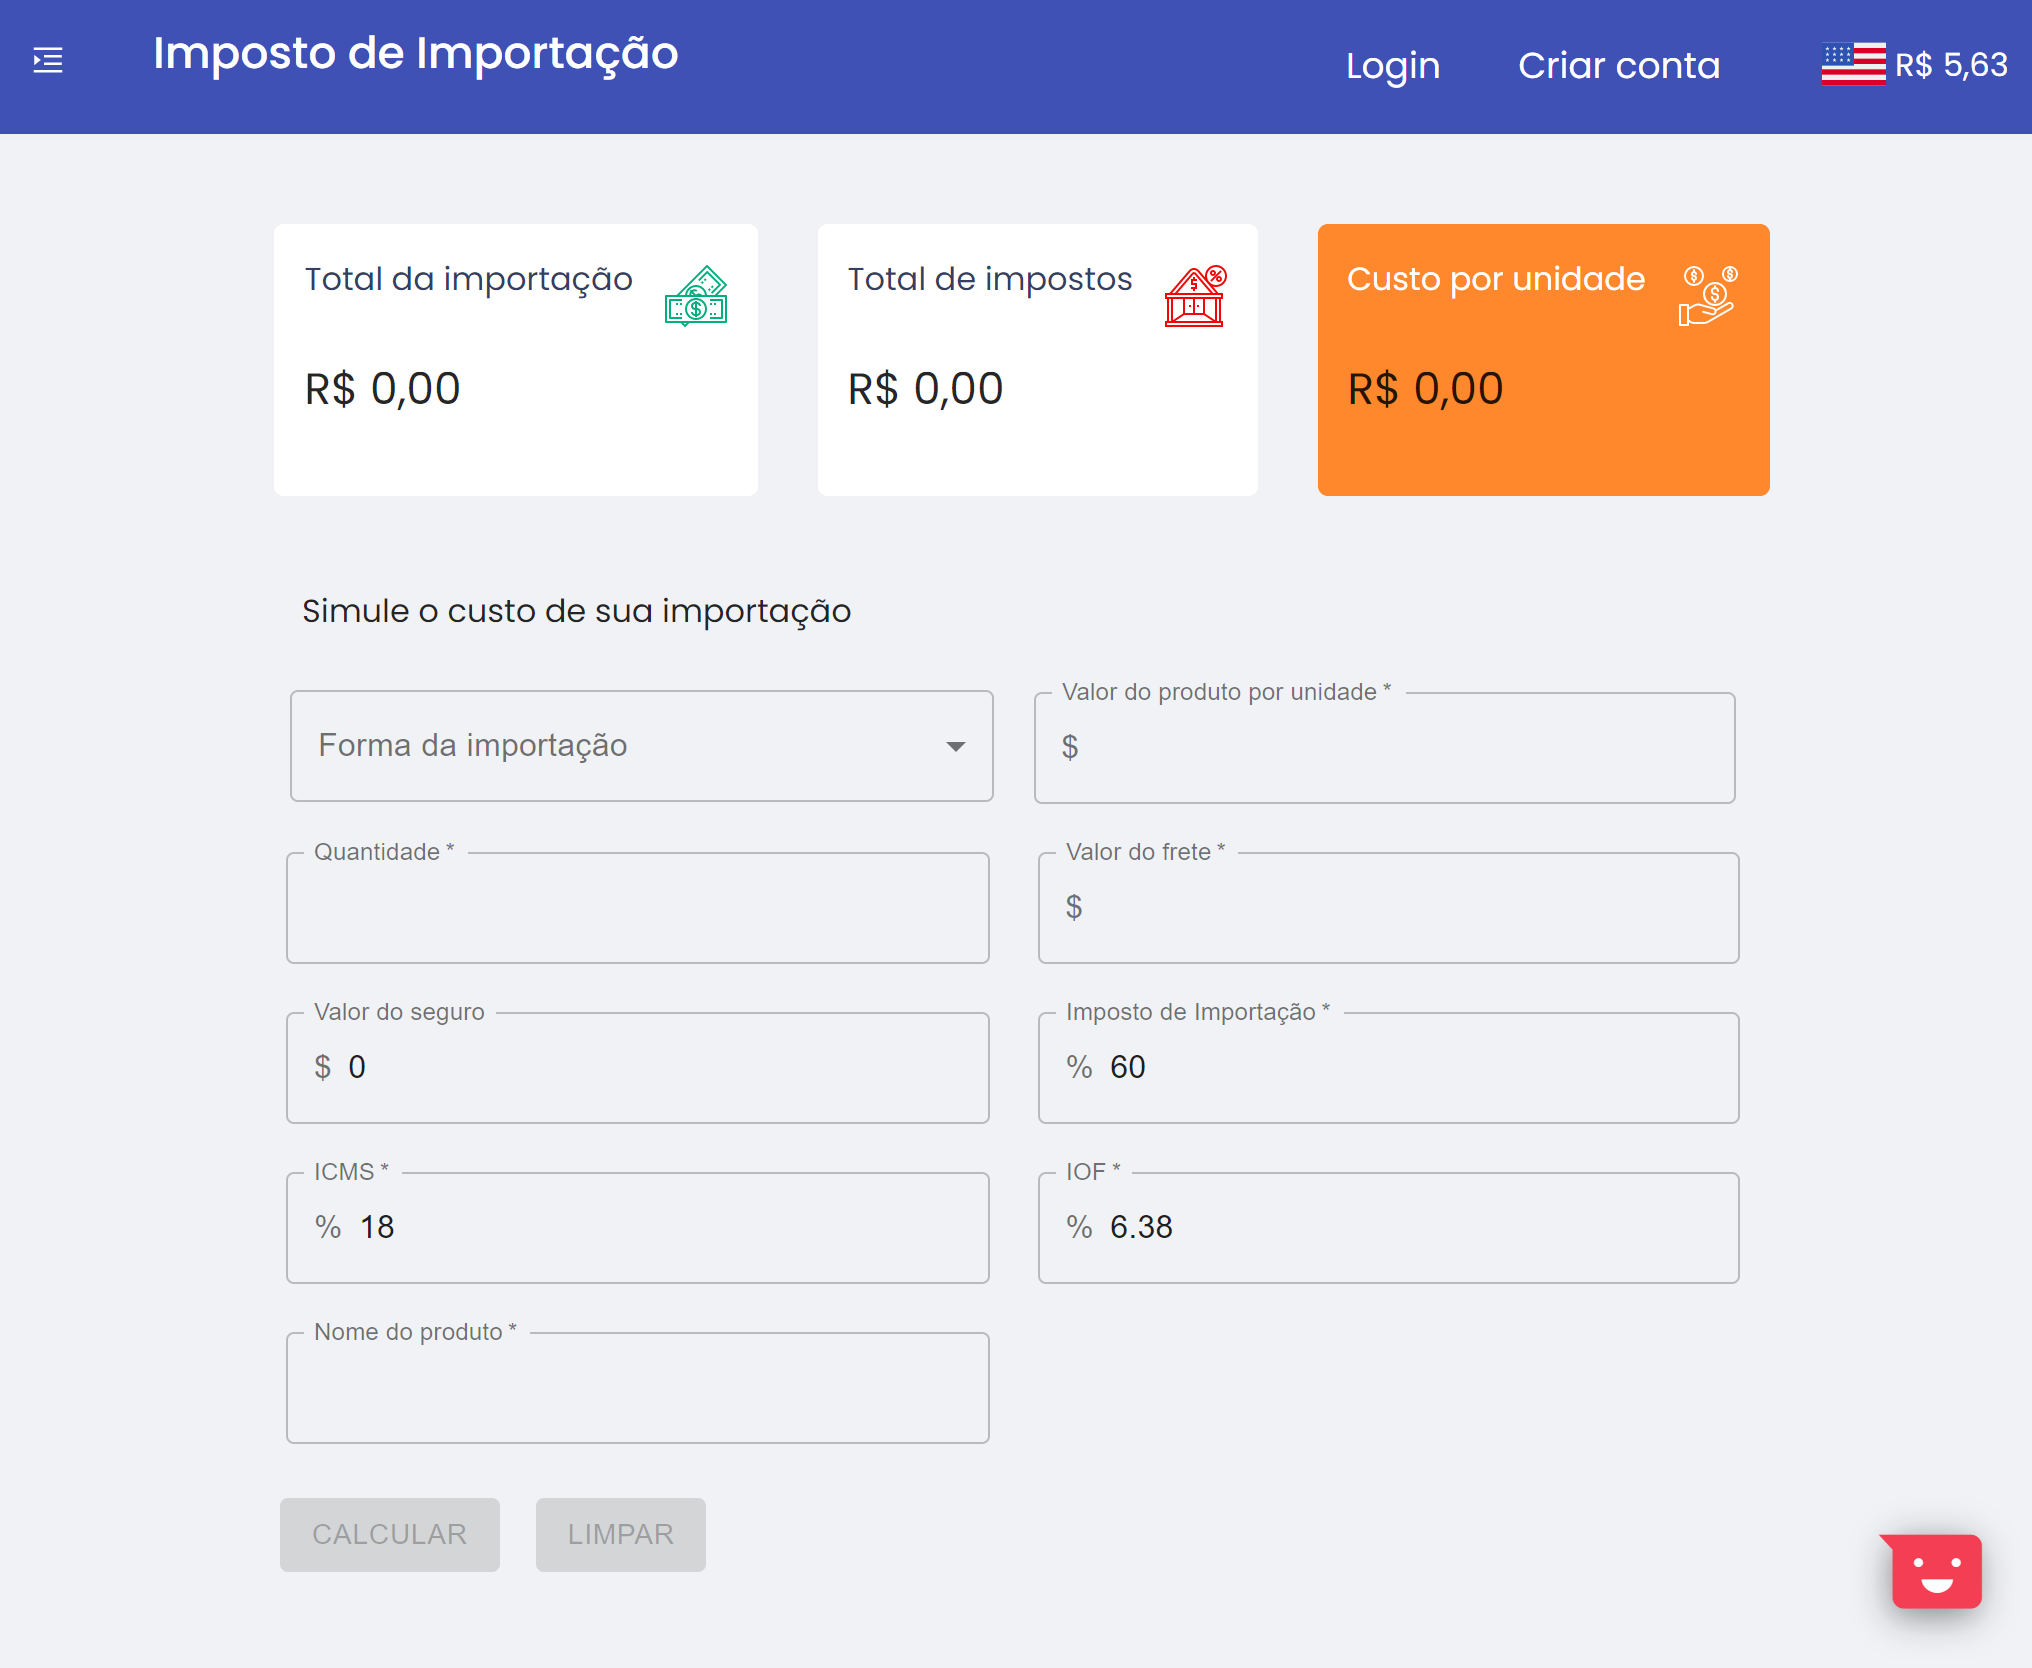 Imposto de Importação
Login
Criar conta
R$ 5,63
Total da importação
R$ 0,00
Total de impostos
R$ 0,00
Custo por unidade
R$ 0,00
Simule o custo de sua importação
Forma da importação
Valor do produto por unidade *
$
Quantidade *
Valor do frete *
$
Valor do seguro
$ 0
Imposto de Importação *
% 60
ICMS *
% 18
IOF *
% 6.38
Nome do produto *
CALCULAR
LIMPAR